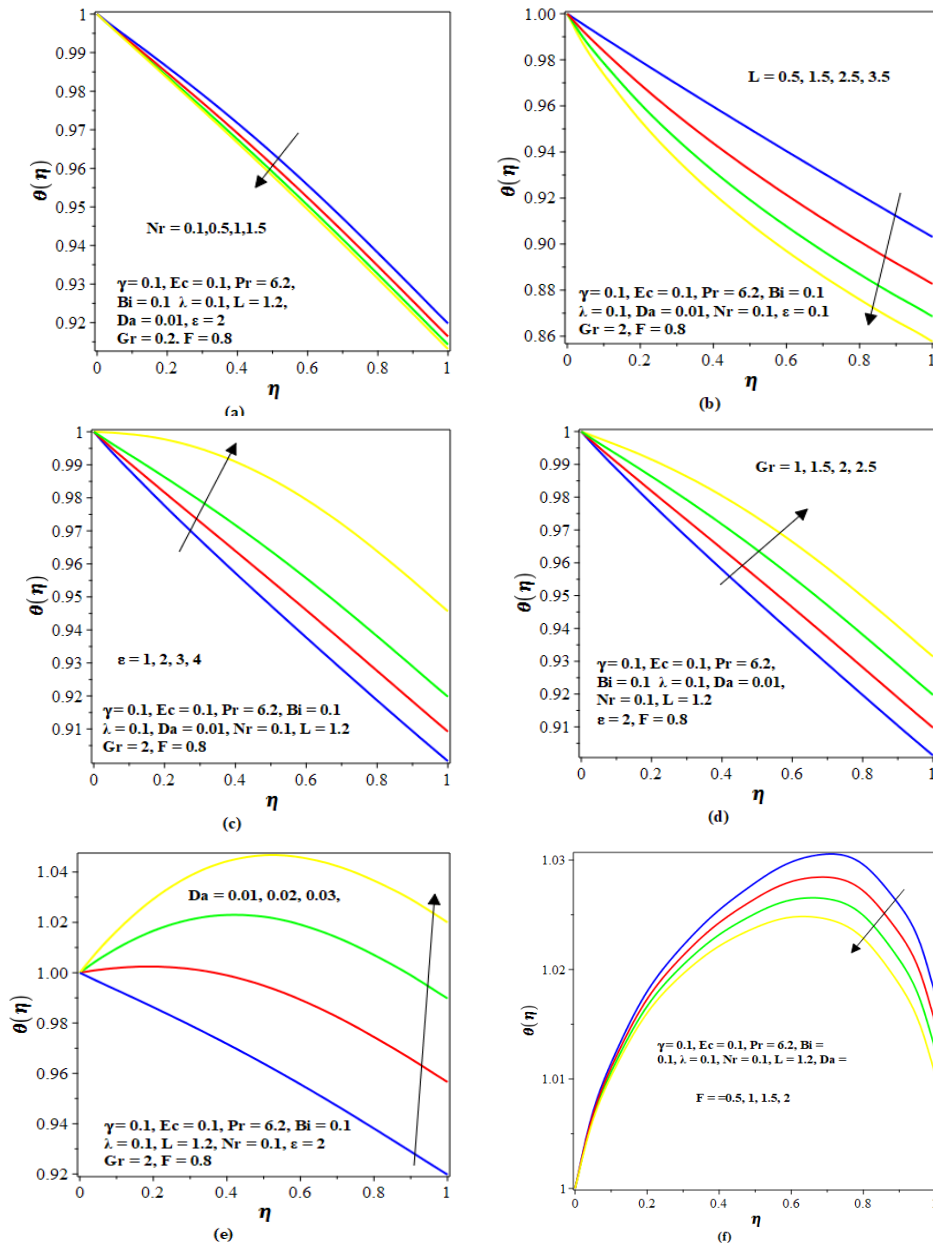 1
0.99
0.98
0.97
0.96
0.95
0.94
0.93
0.92
θ(η)
Nr = 0.1,0.5,1,1.5
γ= 0.1, Ec = 0.1, Pr = 6.2,
Bi = 0.1 λ = 0.1, L = 1.2,
Da = 0.01, ε = 2
Gr = 0.2. F = 0.8
0 0.2 0.4 0.6 0.8 1
η
(a)
1.00
0.98
0.96
0.94
0.92
0.90
0.88
0.86
θ(η)
L = 0.5, 1.5, 2.5, 3.5
γ= 0.1, Ec = 0.1, Pr = 6.2, Bi = 0.1
λ = 0.1, Da = 0.01, Nr = 0.1, ε = 0.1
Gr = 2, F = 0.8
0 0.2 0.4 0.6 0.8 1
η
(b)
1
0.99
0.98
0.97
0.96
0.95
0.94
0.93
0.92
0.91
θ(η)
ε = 1, 2, 3, 4
γ= 0.1, Ec = 0.1, Pr = 6.2, Bi = 0.1
λ = 0.1, Da = 0.01, Nr = 0.1, L = 1.2
Gr = 2, F = 0.8
0 0.2 0.4 0.6 0.8 1
η
(c)
1
0.99
0.98
0.97
0.96
0.95
0.94
0.93
0.92
0.91
θ(η)
Gr = 1, 1.5, 2, 2.5
γ= 0.1, Ec = 0.1, Pr = 6.2,
Bi = 0.1 λ = 0.1, Da = 0.01,
Nr = 0.1, L = 1.2
ε = 2, F = 0.8
0 0.2 0.4 0.6 0.8 1
η
(d)
1.04
1.02
1.00
0.98
0.96
0.94
0.92
θ(η)
Da = 0.01, 0.02, 0.03,
γ= 0.1, Ec = 0.1, Pr = 6.2, Bi = 0.1
λ = 0.1, L = 1.2, Nr = 0.1, ε = 2
Gr = 2, F = 0.8
0 0.2 0.4 0.6 0.8 1
η
(e)
1.03
1.02
1.01
1
θ(η)
γ= 0.1, Ec = 0.1, Pr = 6.2, Bi =
0.1, λ = 0.1, Nr = 0.1, L = 1.2, Da =
F = =0.5, 1, 1.5, 2
0 0.2 0.4 0.6 0.8 1
η
(f)